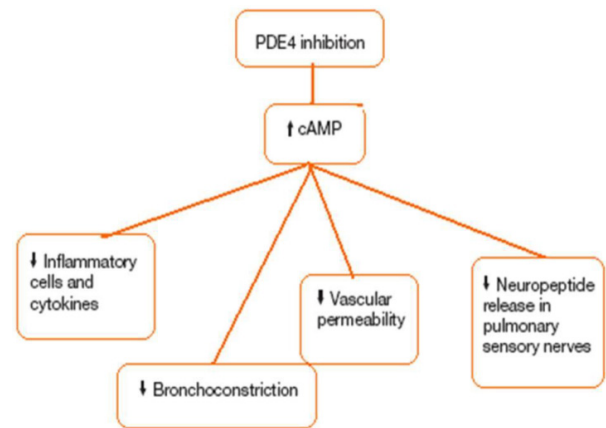 PDE4 inhibition
⬆ cAMP
⬇ Inflammatory
cells and
cytokines
⬇ Bronchoconstriction
⬇ Vascular
permeability
⬇ Neuropeptide
release in
pulmonary
sensory nerves